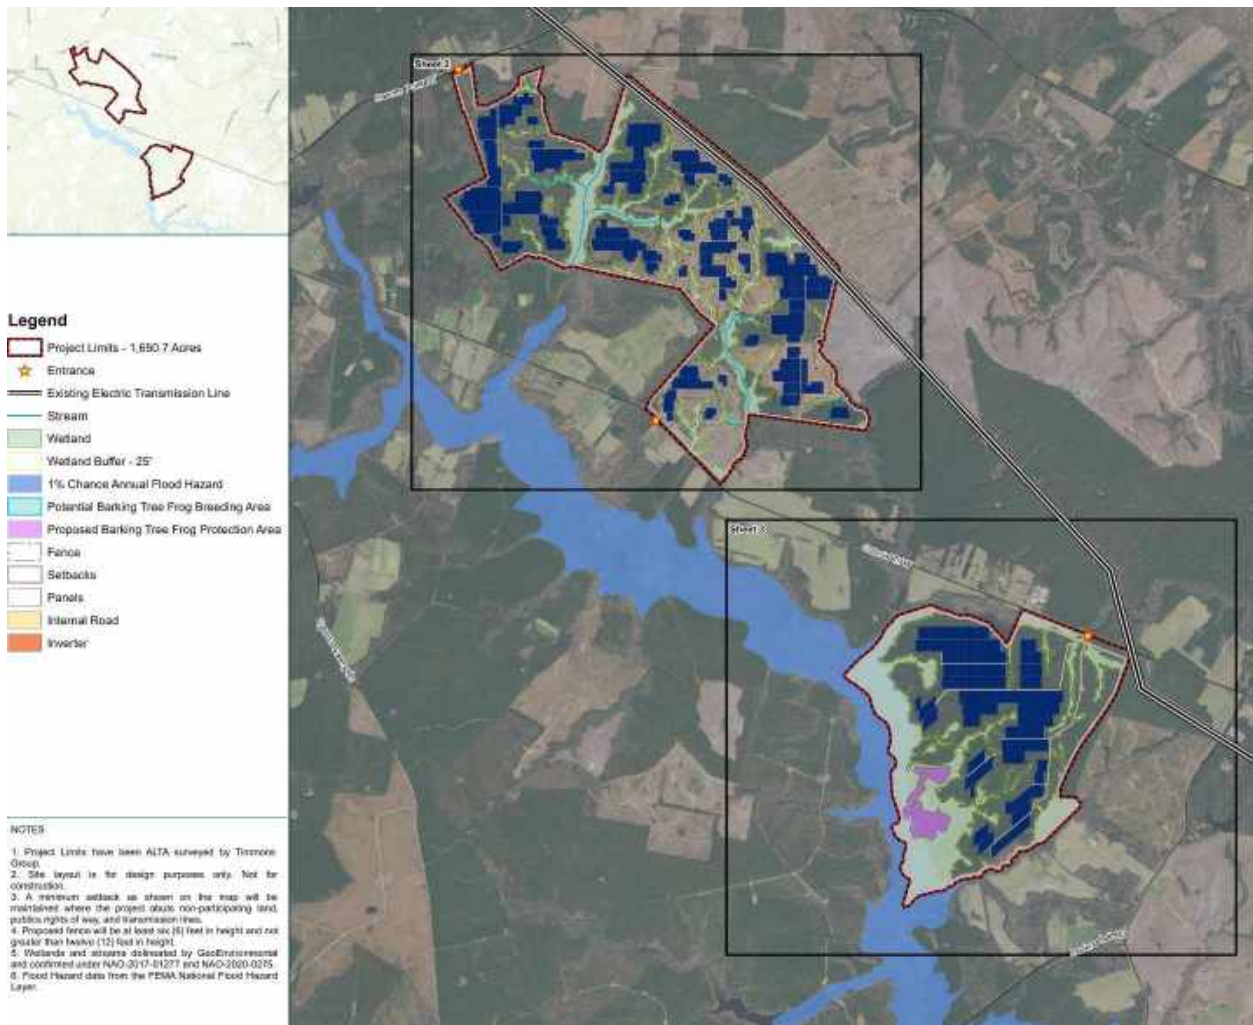 Sheet 2
Sheet 3
Legend
Project Limits - 1,650.7 Acres
Entrance
Existing Electric Transmission Line
Stream
Wetland
Wetland Buffer - 25'
1% Chance Annual Flood Hazard
Potential Barking Tree Frog Breeding Area
Proposed Barking Tree Frog Protection Area
Fence
Setbacks
Panels
Internal Road
Inverter
NOTES
1. Project Limits have been ALTA surveyed by Timmons
Group.
2. Site layout is for design purposes only. Not for
construction.
3. A minimum setback as shown on the map will be
maintained where the project abuts non-participating land,
publics rights of way, and transmission lines.
4. Proposed fence will be at least six (6) feet in height and not
greater than twelve (12) feet in height.
5. Wetlands and streams delineated by GeoEnvironmental
and confirmed under NAO-2017-01277 and NAO-2020-0275.
6. Flood Hazard data from the FEMA National Flood Hazard
Layer.